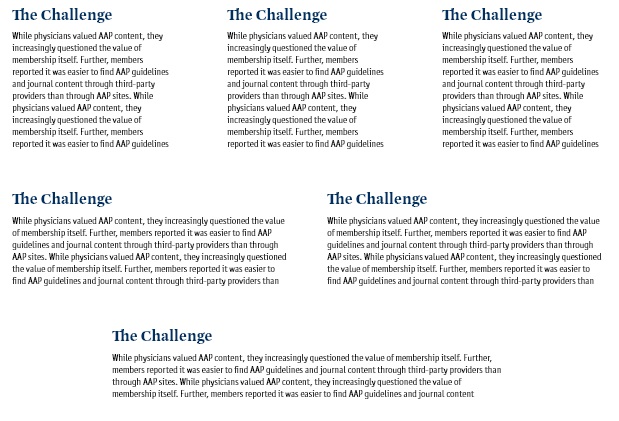 The Challenge
While physicians valued AAP content, they
increasingly questioned the value of
membership itself. Further, members
reported it was easier to find AAP guidelines
and journal content through third-party
providers than through AAP sites. While
physicians valued AAP content, they
increasingly questioned the value of
membership itself. Further, members
reported it was easier to find AAP guidelines
The Challenge
While physicians valued AAP content, they
increasingly questioned the value of
membership itself. Further, members
reported it was easier to find AAP guidelines
and journal content through third-party
providers than through AAP sites. While
physicians valued AAP content, they
increasingly questioned the value of
membership itself. Further, members
reported it was easier to find AAP guidelines
The Challenge
While physicians valued AAP content, they
increasingly questioned the value of
membership itself. Further, members
reported it was easier to find AAP guidelines
and journal content through third-party
providers than through AAP sites. While
physicians valued AAP content, they
increasingly questioned the value of
membership itself. Further, members
reported it was easier to find AAP guidelines
The Challenge
While physicians valued AAP content, they increasingly questioned the value
of membership itself. Further, members reported it was easier to find AAP
guidelines and journal content through third-party providers than through
AAP sites. While physicians valued AAP content, they increasingly questioned
the value of membership itself. Further, members reported it was easier to
find AAP guidelines and journal content through third-party providers than
The Challenge
While physicians valued AAP content, they increasingly questioned the value
of membership itself. Further, members reported it was easier to find AAP
guidelines and journal content through third-party providers than through
AAP sites. While physicians valued AAP content, they increasingly questioned
the value of membership itself. Further, members reported it was easier to
find AAP guidelines and journal content through third-party providers than
The Challenge
While physicians valued AAP content, they increasingly questioned the value of membership itself. Further,
members reported it was easier to find AAP guidelines and journal content through third-party providers than
through AAP sites. While physicians valued AAP content, they increasingly questioned the value of
membership itself. Further, members reported it was easier to find AAP guidelines and journal content